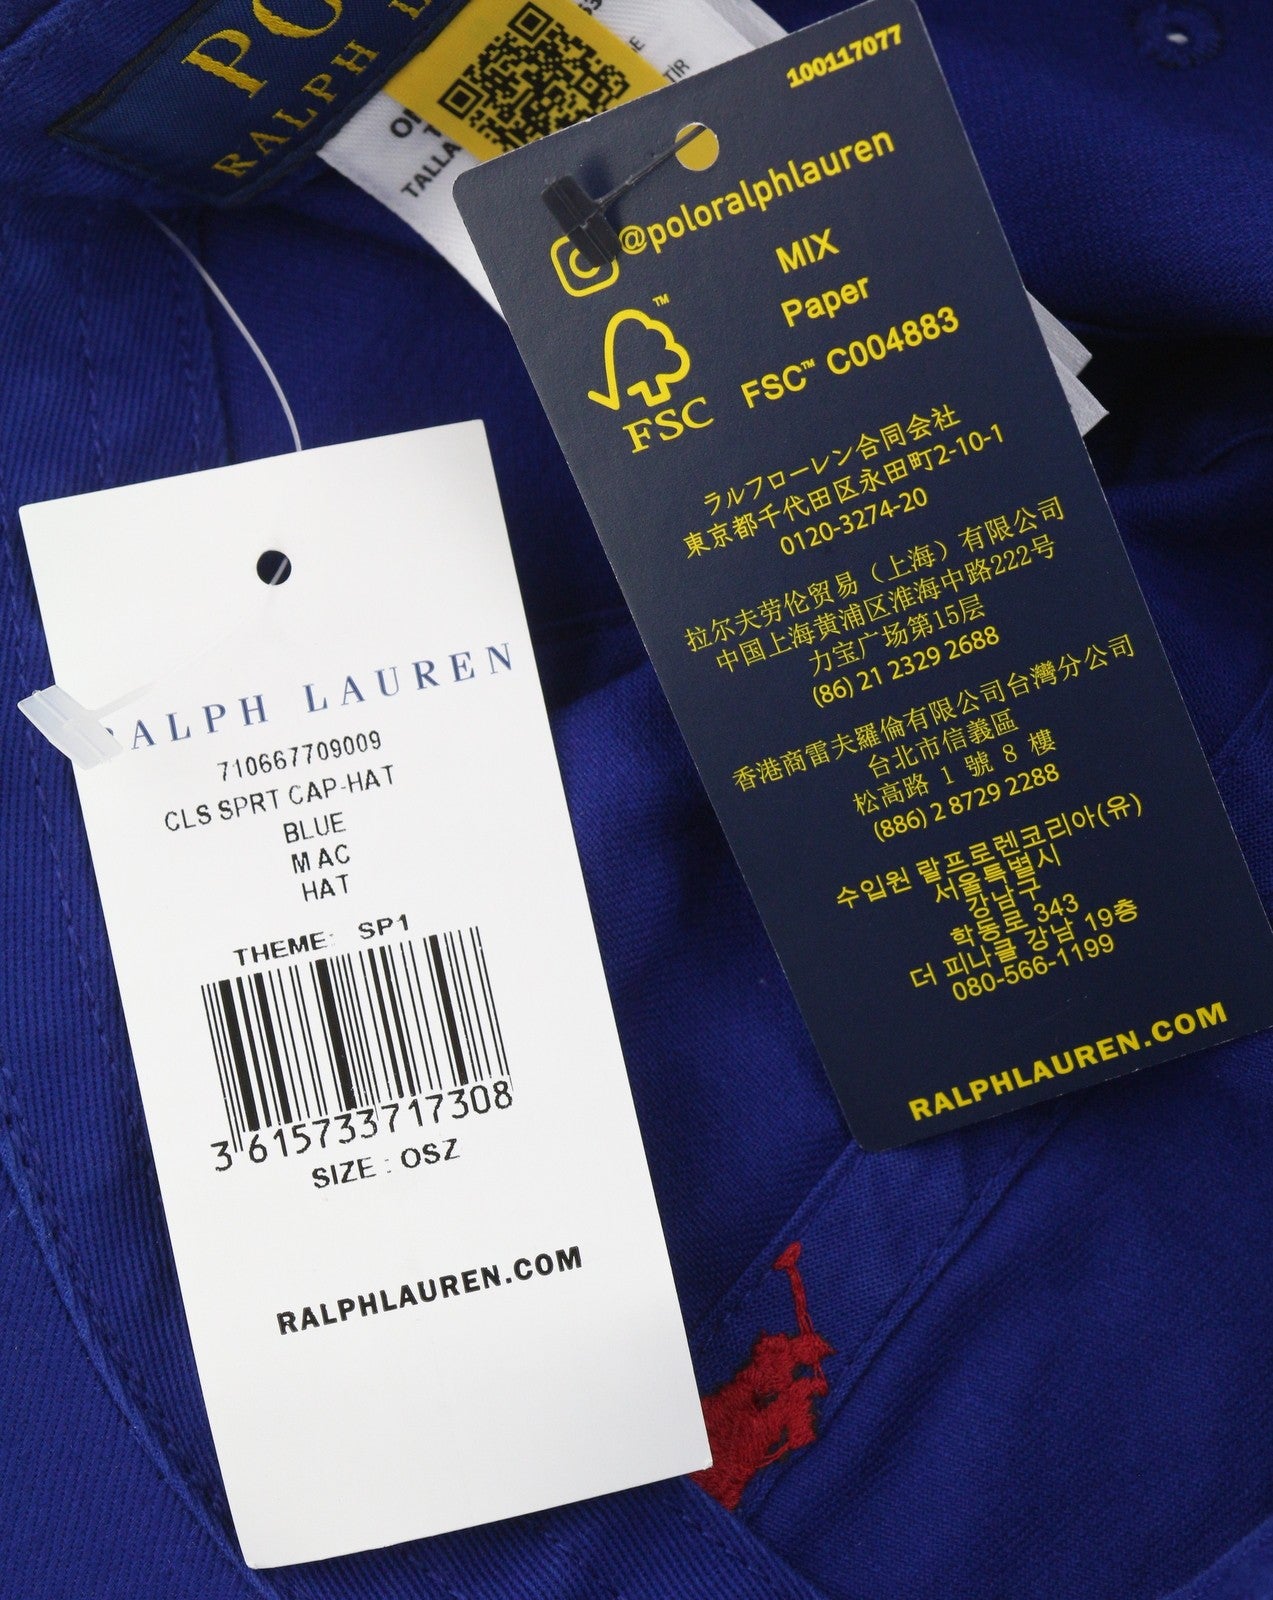 PO
RALPH L
TALLA
TİR
100117077
@poloralphlauren
MIX
Paper
FSC™ C004883
™
FSC
ラルフローレン合同会社
東京都千代田区永田町2-10-1
0120-3274-20
拉尔夫劳伦贸易（上海）有限公司
中国上海黄浦区淮海中路222号
力宝广场第15层
(86) 21 2329 2688
香港商雷夫羅倫有限公司台灣分公司
台北市信義區
松高路 1 號 8 樓
(886) 2 8729 2288
수입원 랄프로렌코리아(유)
서울특별시
강남구
학동로 343
더 피나클 강남 19층
080-566-1199
RALPHLAUREN.COM
RALPH LAUREN
710667709009
CLS SPRT CAP-HAT
BLUE
MAC
HAT
THEME: SP1
3 615733717308
SIZE : OSZ
RALPHLAUREN.COM